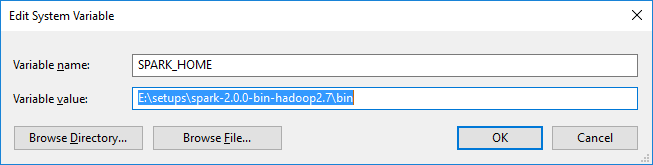 Edit System Variable
Variable name: SPARK_HOME
Variable value: E:\setups\spark-2.0.0-bin-hadoop2.7\bin
Browse Directory... Browse File... OK Cancel